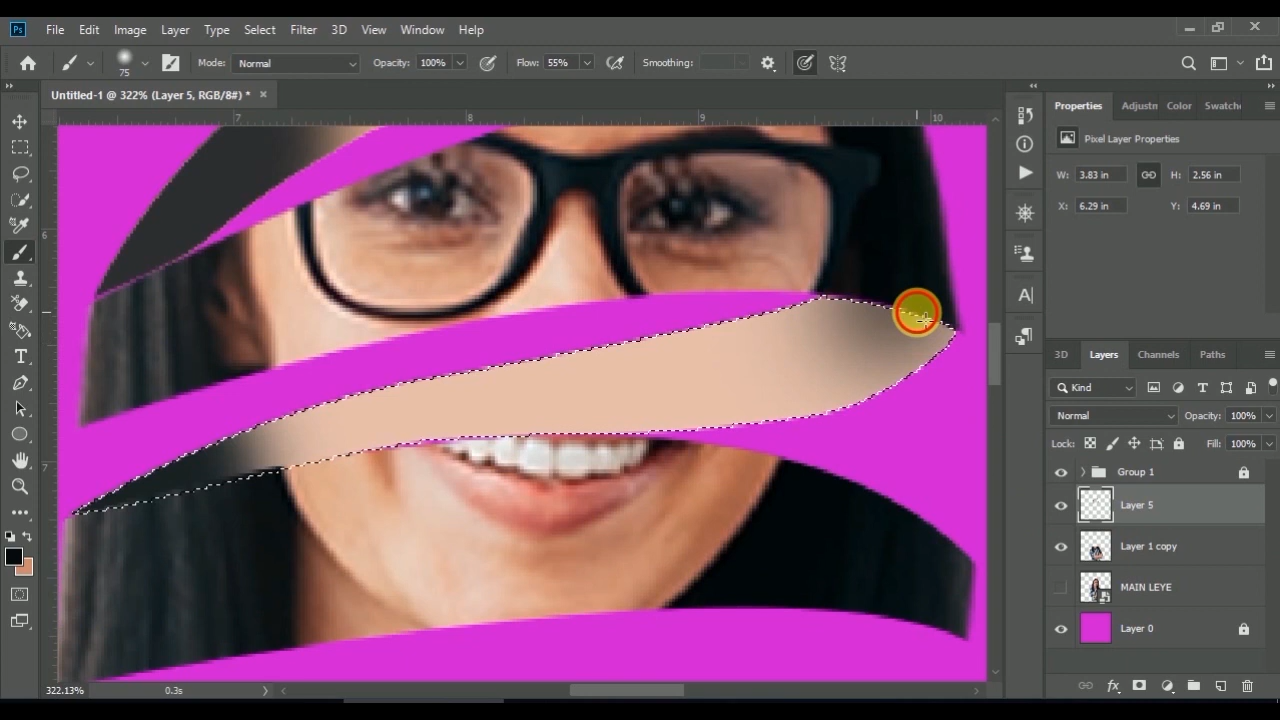 Ps File Edit Image Layer Type Select Filter 3D View Window Help
75 Mode: Normal Opacity: 100% Flow: 55% Smoothing:
Untitled-1 @ 322% (Layer 5, RGB/8#) * ×
7 8 9 10
6
7
Properties Adjustn Color Swatche
Pixel Layer Properties
W: 3.83 in H: 2.56 in
X: 6.29 in Y: 4.69 in
3D Layers Channels Paths
Kind
Normal Opacity: 100%
Lock: Fill: 100%
Group 1
Layer 5
Layer 1 copy
MAIN LEYE
Layer 0
322.13% 0.3s